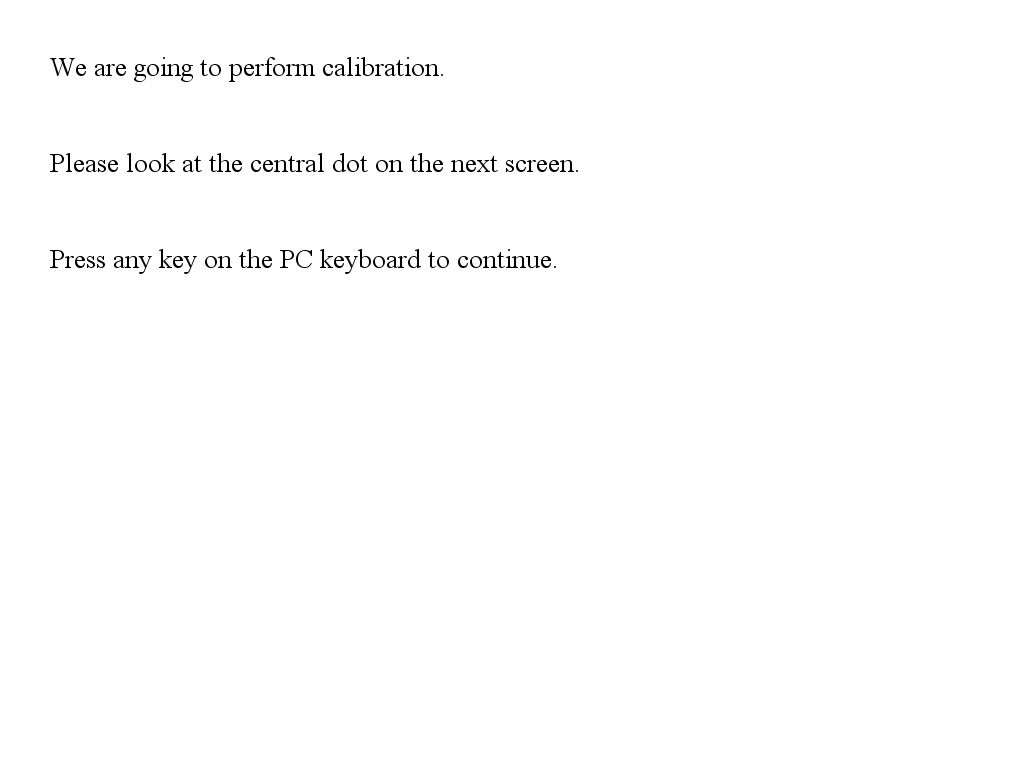 We are going to perform calibration.
Please look at the central dot on the next screen.
Press any key on the PC keyboard to continue.